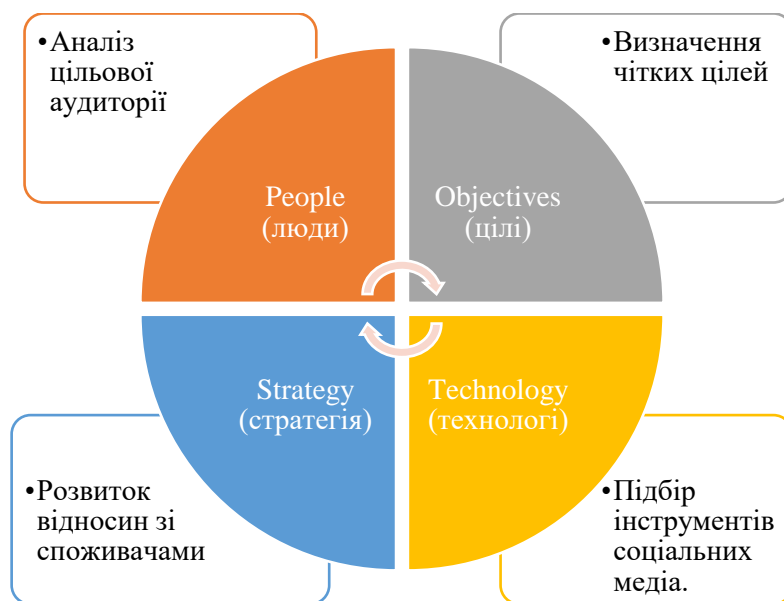 •Аналіз
цільової
аудиторії
•Визначення
чітких цілей
People
(люди)
Objectives
(цілі)
Strategy
(стратегія)
Technology
(технологі)
•Розвиток
відносин зі
споживачами
•Підбір
інструментів
соціальних
медіа.